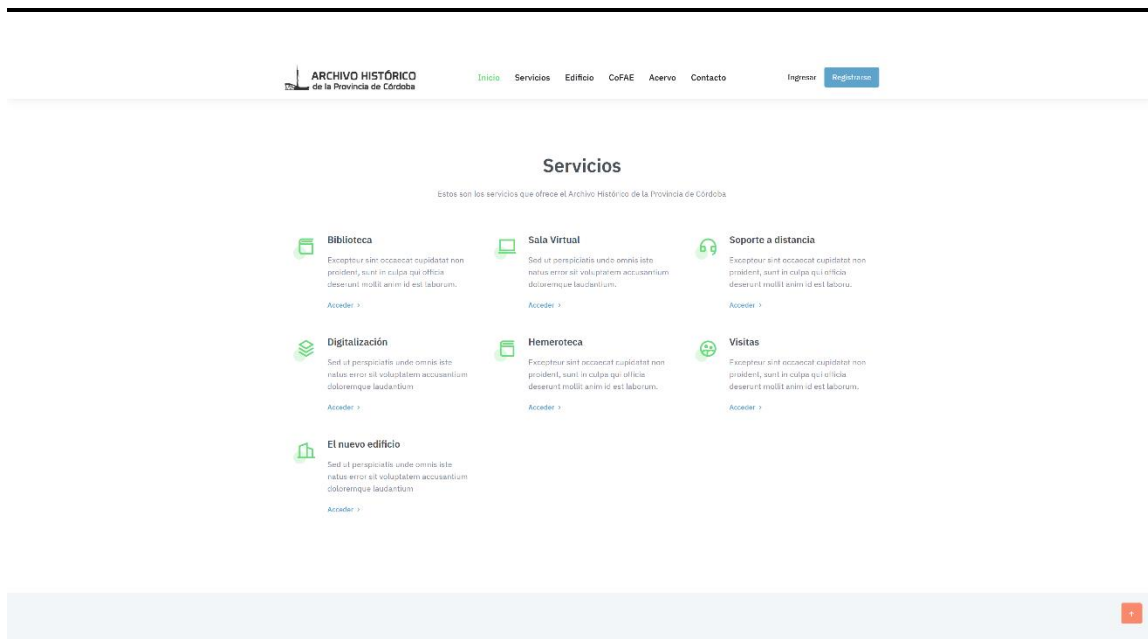 ARCHIVO HISTÓRICO
de la Provincia de Córdoba
Inicio Servicios Edificio CoFAE Acervo Contacto
Ingresar Registrarse
Servicios
Estos son los servicios que ofrece el Archivo Histórico de la Provincia de Córdoba
Biblioteca
Excepteur sint occaecat cupidatat non
proident, sunt in culpa qui officia
deserunt mollit anim id est laborum.
Acceder >
Sala Virtual
Sed ut perspiciatis unde omnis iste
natus error sit voluptatem accusantium
doloremque laudantium.
Acceder >
Soporte a distancia
Excepteur sint occaecat cupidatat non
proident, sunt in culpa qui officia
deserunt mollit anim id est laboru.
Acceder >
Digitalización
Sed ut perspiciatis unde omnis iste
natus error sit voluptatem accusantium
doloremque laudantium
Acceder >
Hemeroteca
Excepteur sint occaecat cupidatat non
proident, sunt in culpa qui officia
deserunt mollit anim id est laborum.
Acceder >
Visitas
Excepteur sint occaecat cupidatat non
proident, sunt in culpa qui officia
deserunt mollit anim id est laborum.
Acceder >
El nuevo edificio
Sed ut perspiciatis unde omnis iste
natus error sit voluptatem accusantium
doloremque laudantium
Acceder >